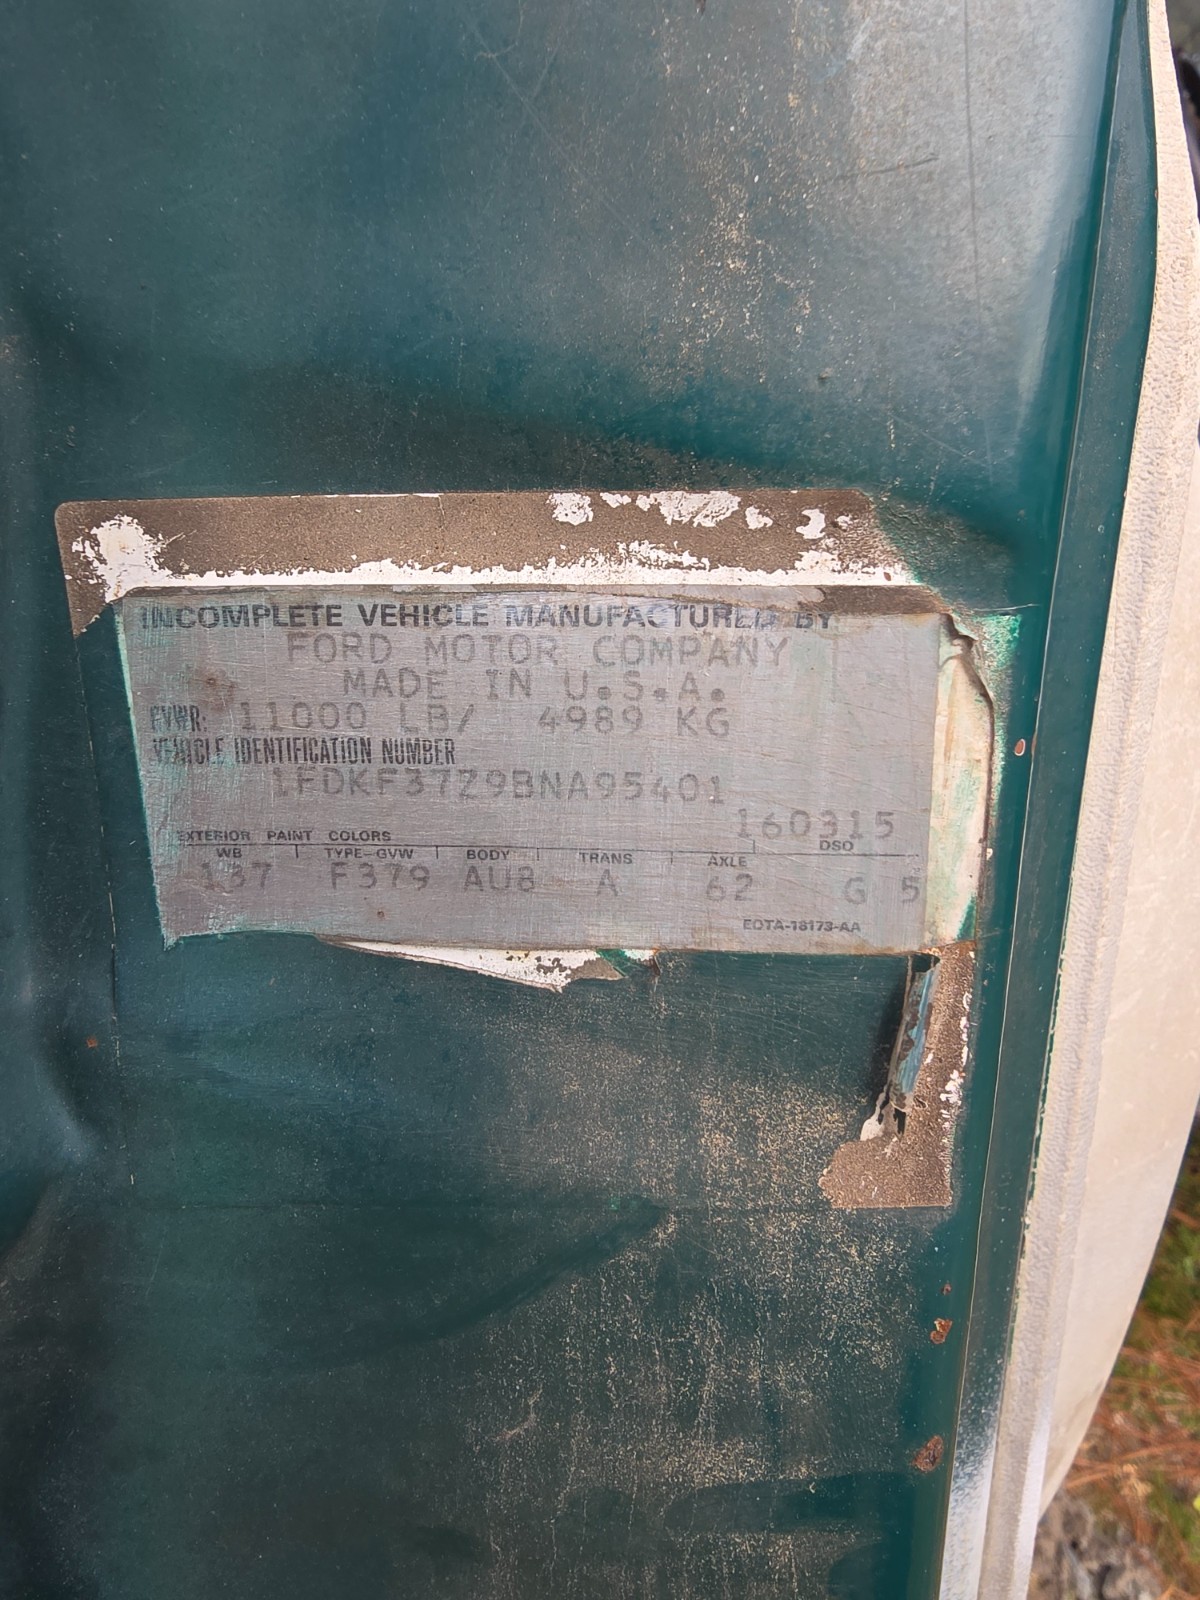 INCOMPLETE VEHICLE MANUFACTURED BY
FORD MOTOR COMPANY
MADE IN U.S.A.
GVWR: 11000 LB/ 4989 KG
VEHICLE IDENTIFICATION NUMBER
1FDKF37Z9BNA95401
160315
EXTERIOR PAINT COLORS DSO
WB TYPE-GVW BODY TRANS AXLE
137 F379 AU8 A 62 G 5
EOTA-18173-AA